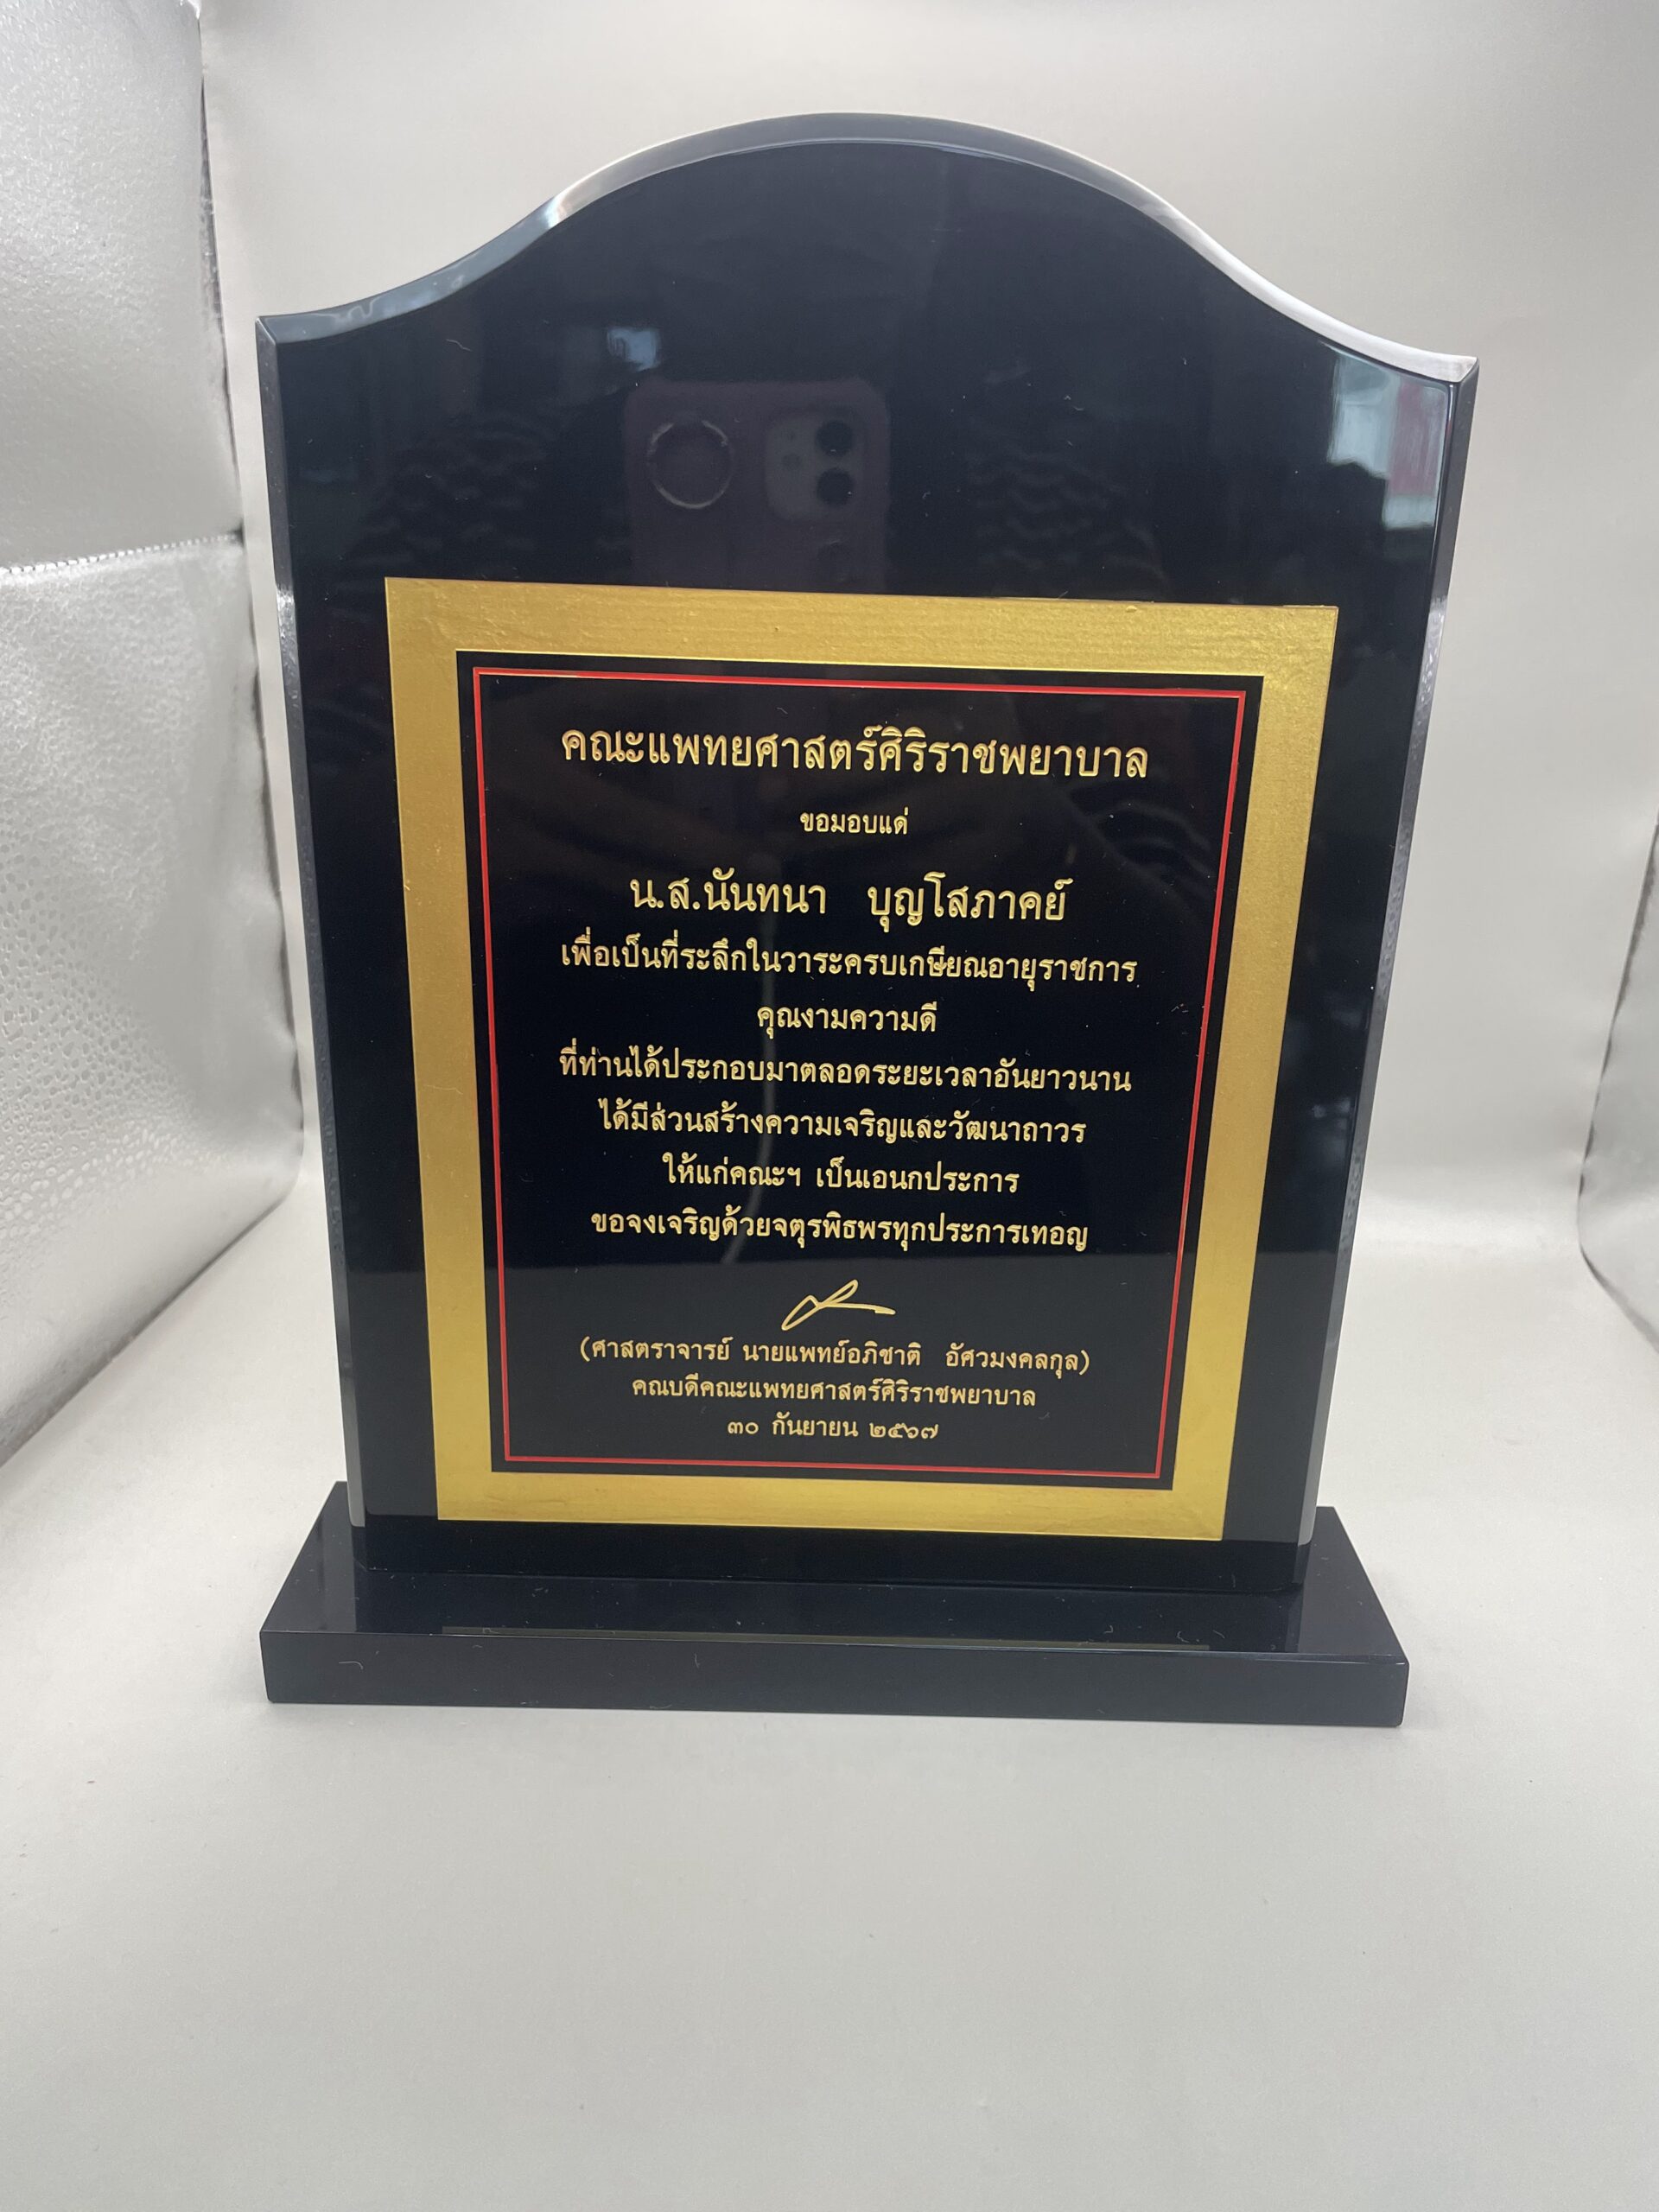 คณะแพทยศาสตร์ศิริราชพยาบาล
ขอมอบแด่
น.ส.นันทนา บุญโสภาคย์
เพื่อเป็นที่ระลึกในวาระครบเกษียณอายุราชการ
คุณงามความดี
ที่ท่านได้ประกอบมาตลอดระยะเวลาอันยาวนาน
ได้มีส่วนสร้างความเจริญและวัฒนาถาวร
ให้แก่คณะฯ เป็นเอนกประการ
ขอจงเจริญด้วยจตุรพิธพรทุกประการเทอญ
(ศาสตราจารย์ นายแพทย์อภิชาติ อัศวมงคลกุล)
คณบดีคณะแพทยศาสตร์ศิริราชพยาบาล
๓๐ กันยายน ๒๕๖๗